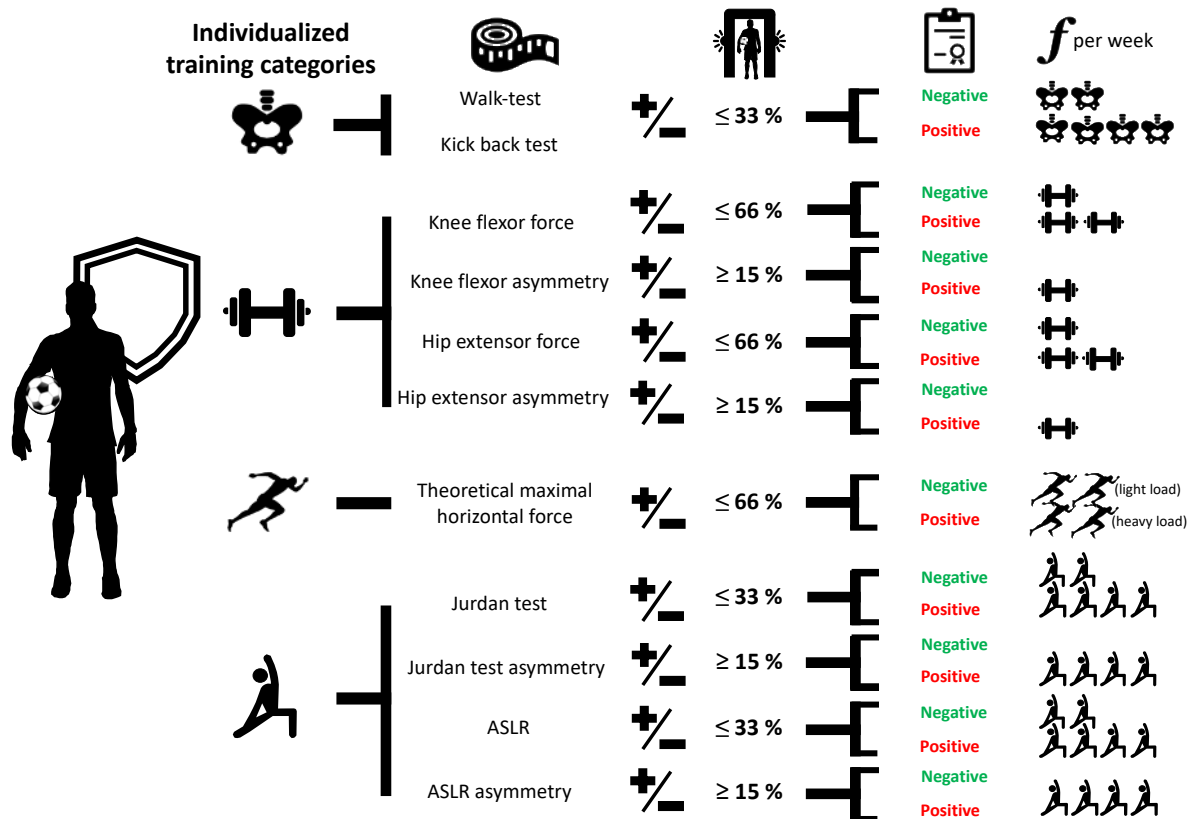 Individualized
training categories
f per week
Walk-test
Kick back test
≤ 33 %
Negative
Positive
Knee flexor force
≤ 66 %
Negative
Positive
Knee flexor asymmetry
≥ 15 %
Negative
Positive
Hip extensor force
≤ 66 %
Negative
Positive
Hip extensor asymmetry
≥ 15 %
Negative
Positive
Theoretical maximal
horizontal force
≤ 66 %
Negative
(light load)
Positive
(heavy load)
Jurdan test
≤ 33 %
Negative
Positive
Jurdan test asymmetry
≥ 15 %
Negative
Positive
ASLR
≤ 33 %
Negative
Positive
ASLR asymmetry
≥ 15 %
Negative
Positive